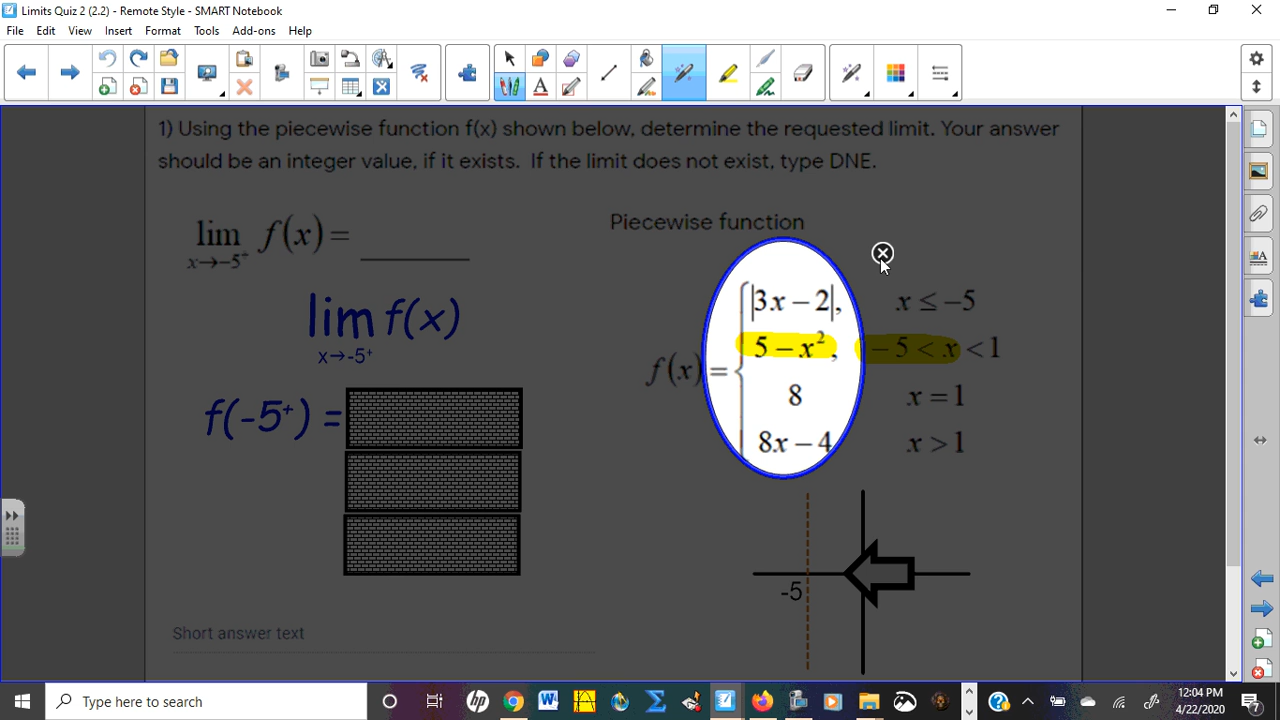 Limits Quiz 2 (2.2) - Remote Style - SMART Notebook
File Edit View Insert Format Tools Add-ons Help
1) Using the piecewise function f(x) shown below, determine the requested limit. Your answer
should be an integer value, if it exists. If the limit does not exist, type DNE.
lim f(x) =
x→-5⁺
Piecewise function
lim f(x)
x→-5⁺
f(-5⁺) =
f(x) = {
|3x − 2|, x ≤ −5
5 − x², −5 < x < 1
8 x = 1
8x − 4 x > 1
-5
Short answer text
Type here to search
12:04 PM
4/22/2020